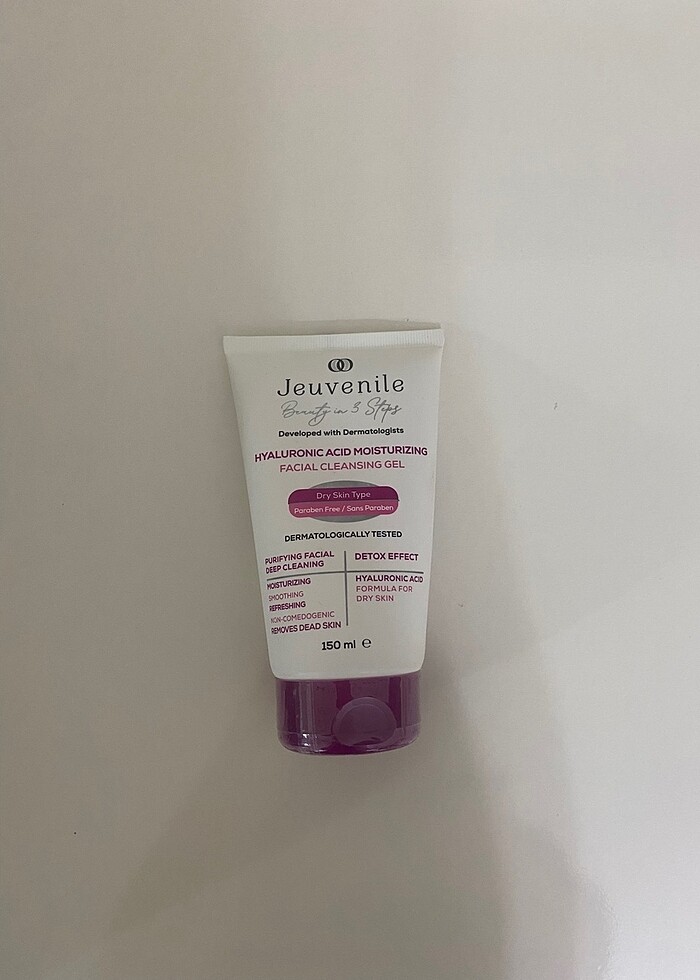 Jeuvenile
Beauty in 3 Steps
Developed with Dermatologists
HYALURONIC ACID MOISTURIZING
FACIAL CLEANSING GEL
Dry Skin Type
Paraben Free / Sans Paraben
DERMATOLOGICALLY TESTED
PURIFYING FACIAL
DEEP CLEANING
MOISTURIZING
SMOOTHING
REFRESHING
NON-COMEDOGENIC
REMOVES DEAD SKIN
DETOX EFFECT
HYALURONIC ACID
FORMULA FOR
DRY SKIN
150 ml ℮